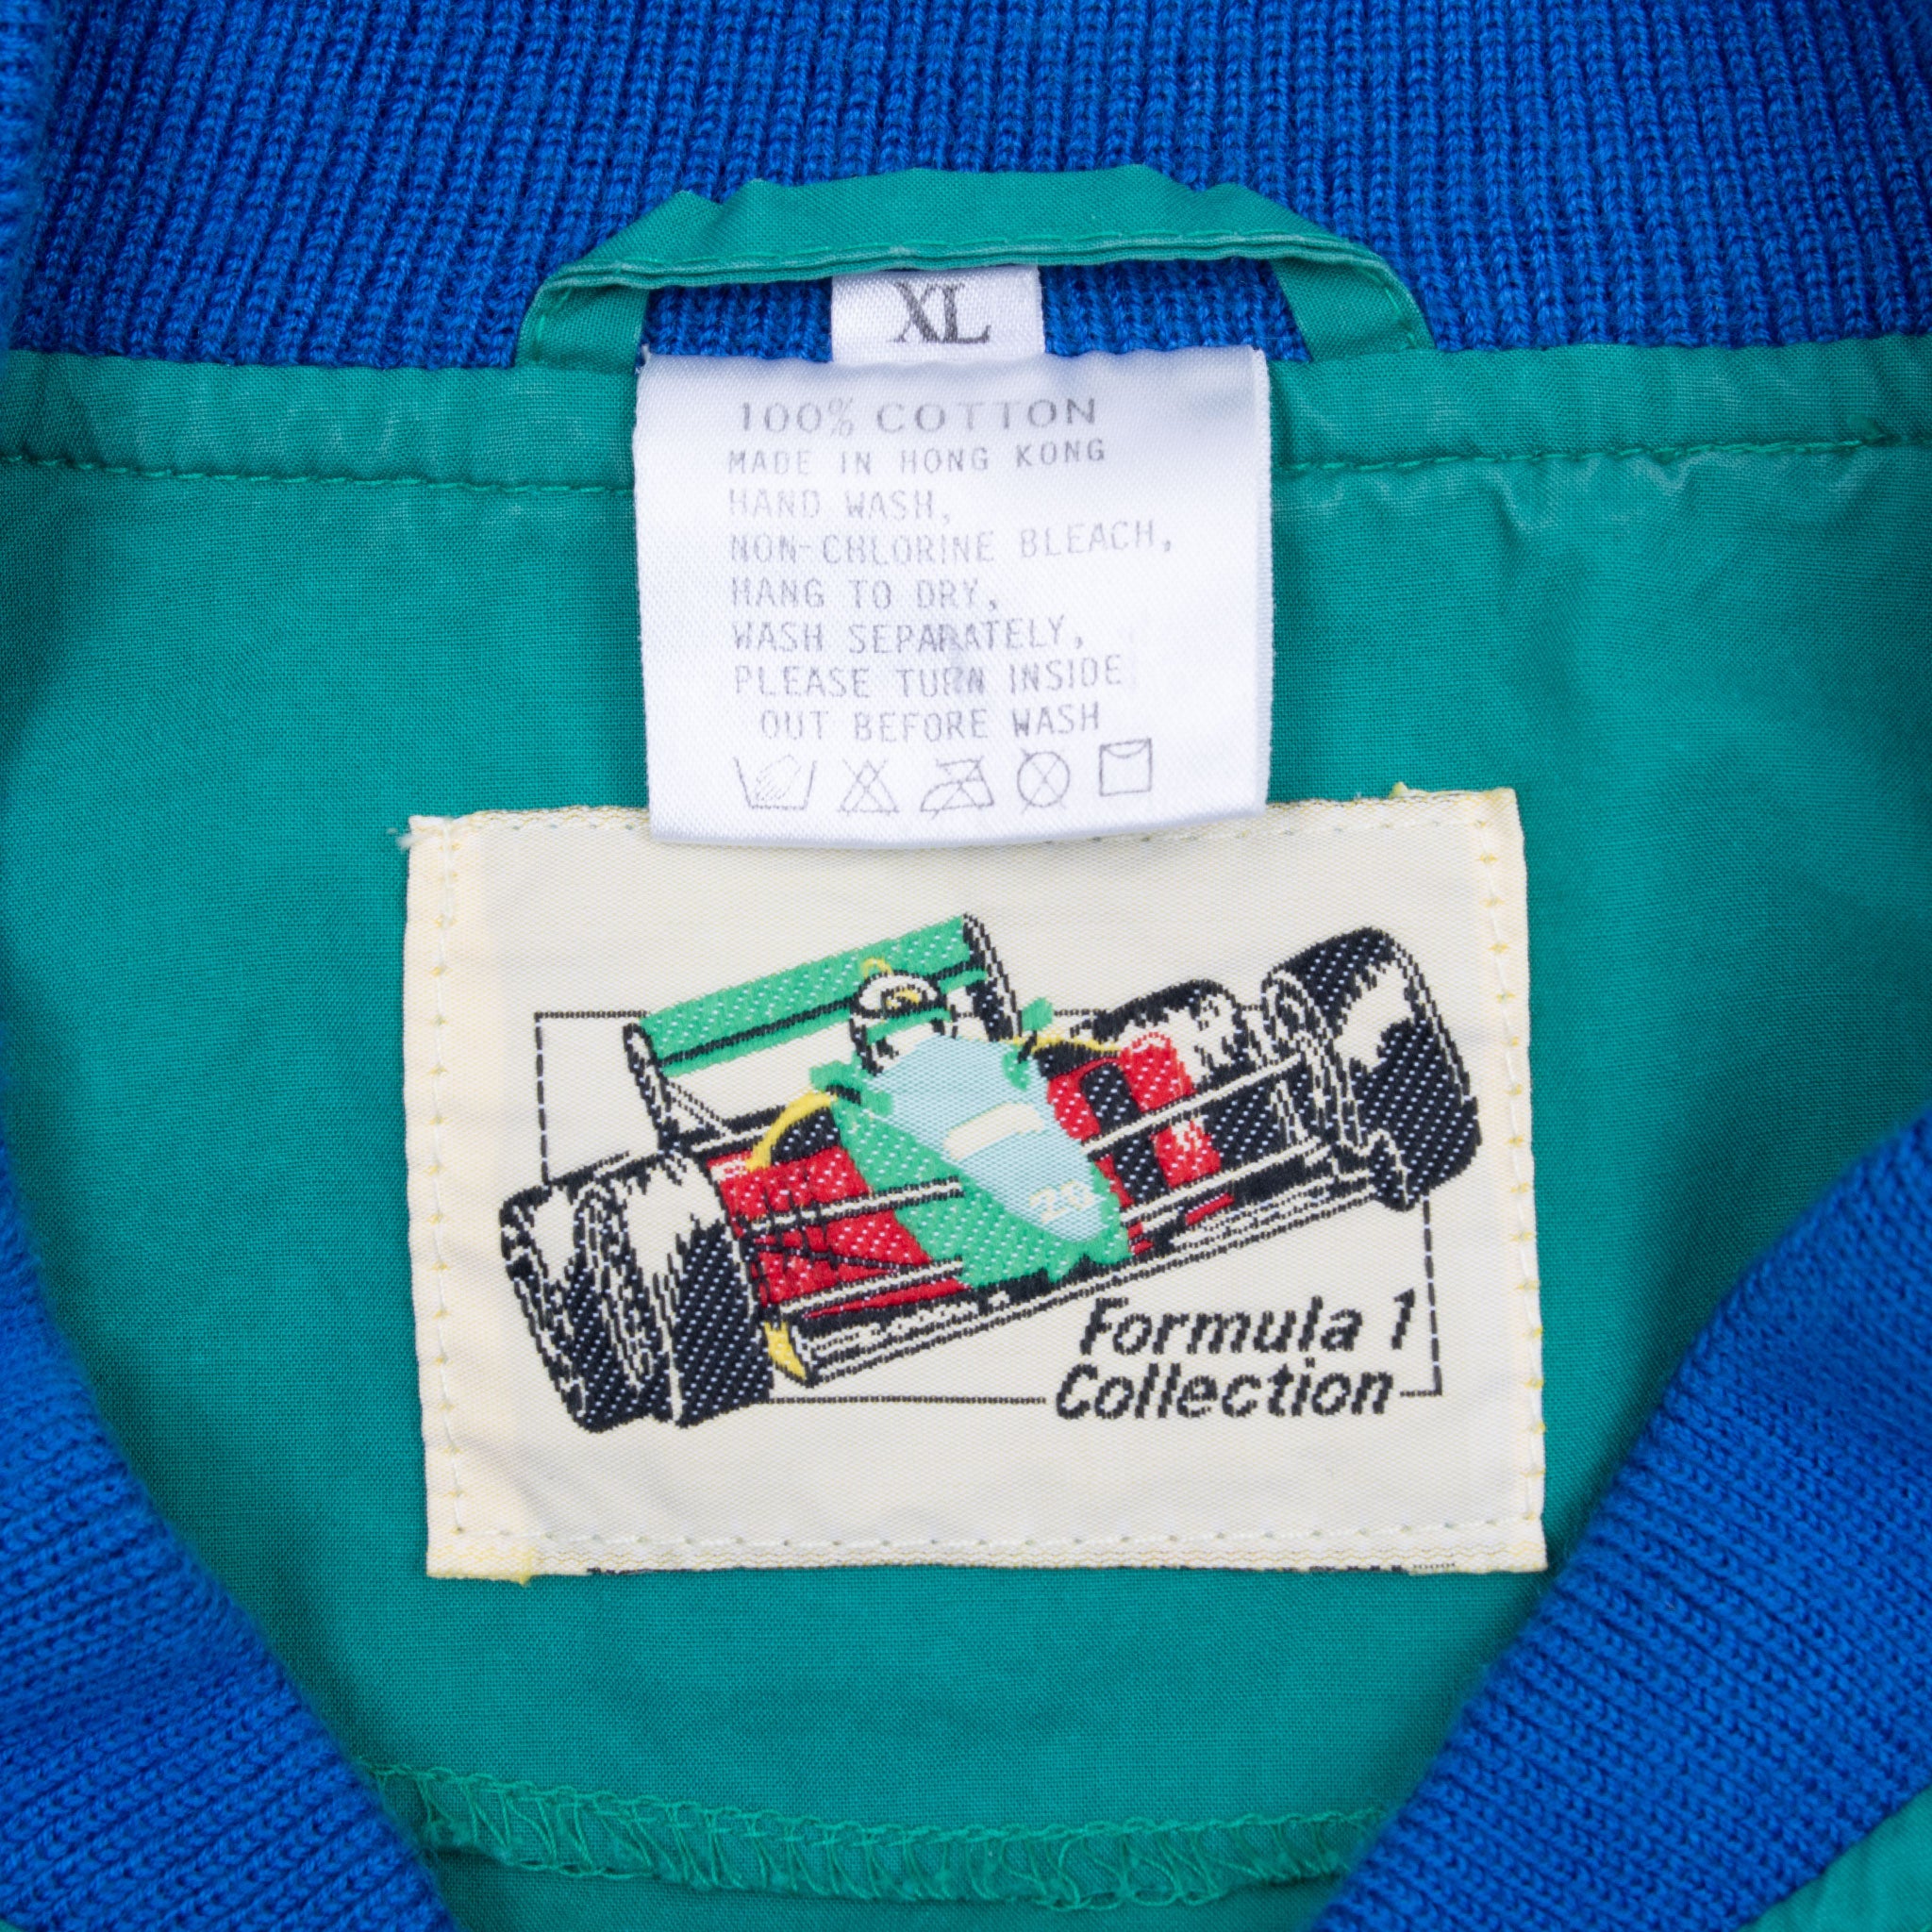 XL
100% COTTON
MADE IN HONG KONG
HAND WASH,
NON-CHLORINE BLEACH,
HANG TO DRY,
WASH SEPARATELY,
PLEASE TURN INSIDE
OUT BEFORE WASH
20
Formula 1
Collection